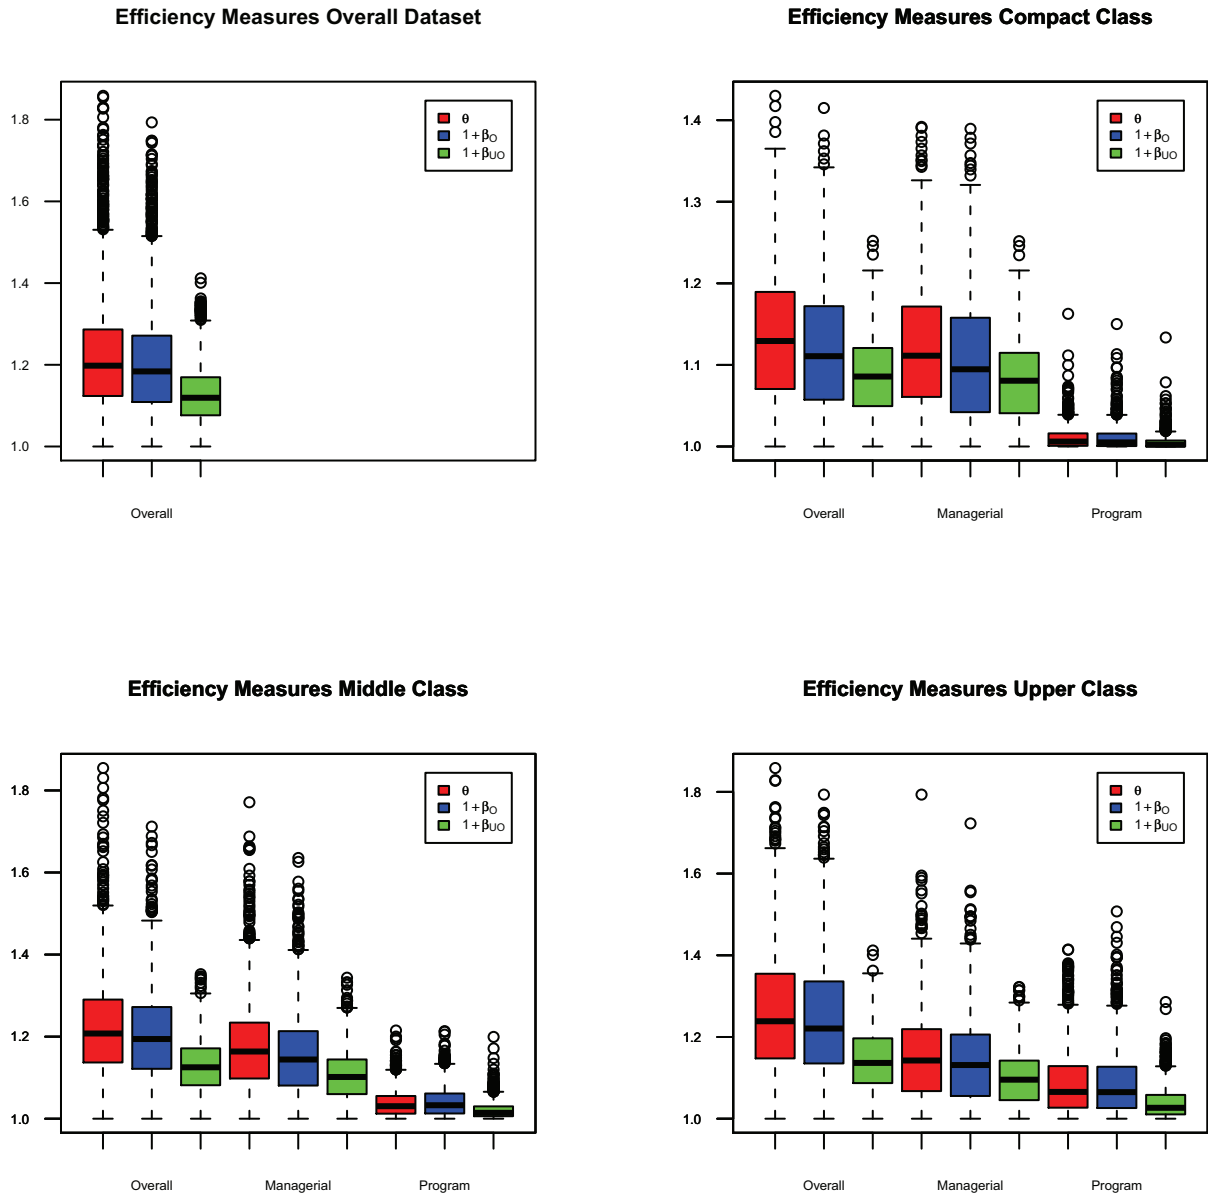 Efficiency Measures Overall Dataset
1.8
1.6
1.4
1.2
1.0
θ
1+βO
1+βUO
Overall
Efficiency Measures Compact Class
1.4
1.3
1.2
1.1
1.0
θ
1+βO
1+βUO
Overall Managerial Program
Efficiency Measures Middle Class
1.8
1.6
1.4
1.2
1.0
θ
1+βO
1+βUO
Overall Managerial Program
Efficiency Measures Upper Class
1.8
1.6
1.4
1.2
1.0
θ
1+βO
1+βUO
Overall Managerial Program